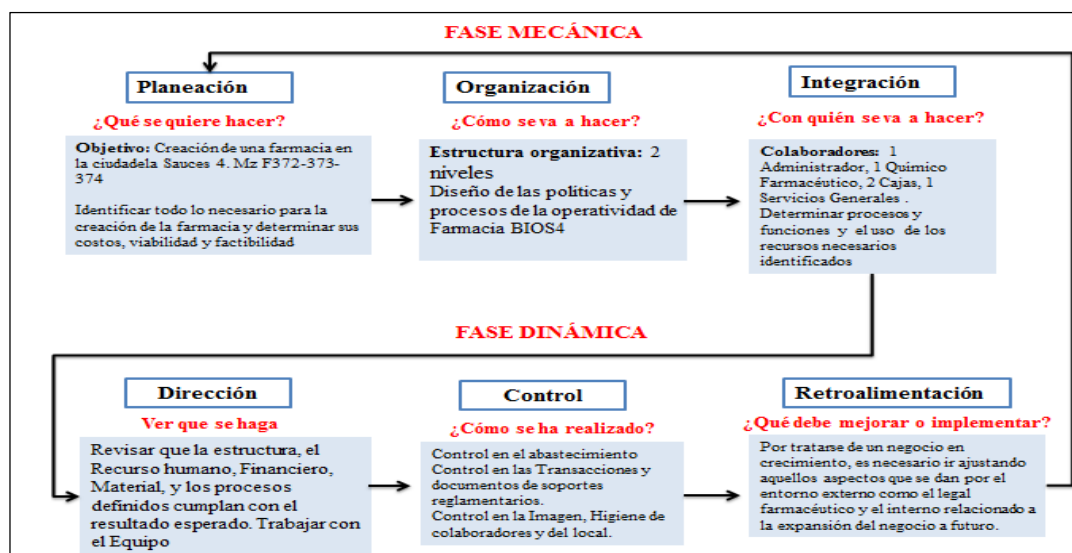 FASE MECÁNICA
Planeación
¿Qué se quiere hacer?
Objetivo: Creación de una farmacia en
la ciudadela Sauces 4. Mz F372-373-
374
Identificar todo lo necesario para la
creación de la farmacia y determinar sus
costos, viabilidad y factibilidad
Organización
¿Cómo se va a hacer?
Estructura organizativa: 2
niveles
Diseño de las políticas y
procesos de la operatividad de
Farmacia BIOS4
Integración
¿Con quién se va a hacer?
Colaboradores: 1
Administrador, 1 Químico
Farmacéutico, 2 Cajas, 1
Servicios Generales .
Determinar procesos y
funciones y el uso de los
recursos necesarios
identificados
FASE DINÁMICA
Dirección
Ver que se haga
Revisar que la estructura, el
Recurso humano, Financiero,
Material, y los procesos
definidos cumplan con el
resultado esperado. Trabajar con
el Equipo
Control
¿Cómo se ha realizado?
Control en el abastecimiento
Control en las Transacciones y
documentos de soportes
reglamentarios.
Control en la Imagen, Higiene de
colaboradores y del local.
Retroalimentación
¿Qué debe mejorar o implementar?
Por tratarse de un negocio en
crecimiento, es necesario ir ajustando
aquellos aspectos que se dan por el
entorno externo como el legal
farmacéutico y el interno relacionado a
la expansión del negocio a futuro.